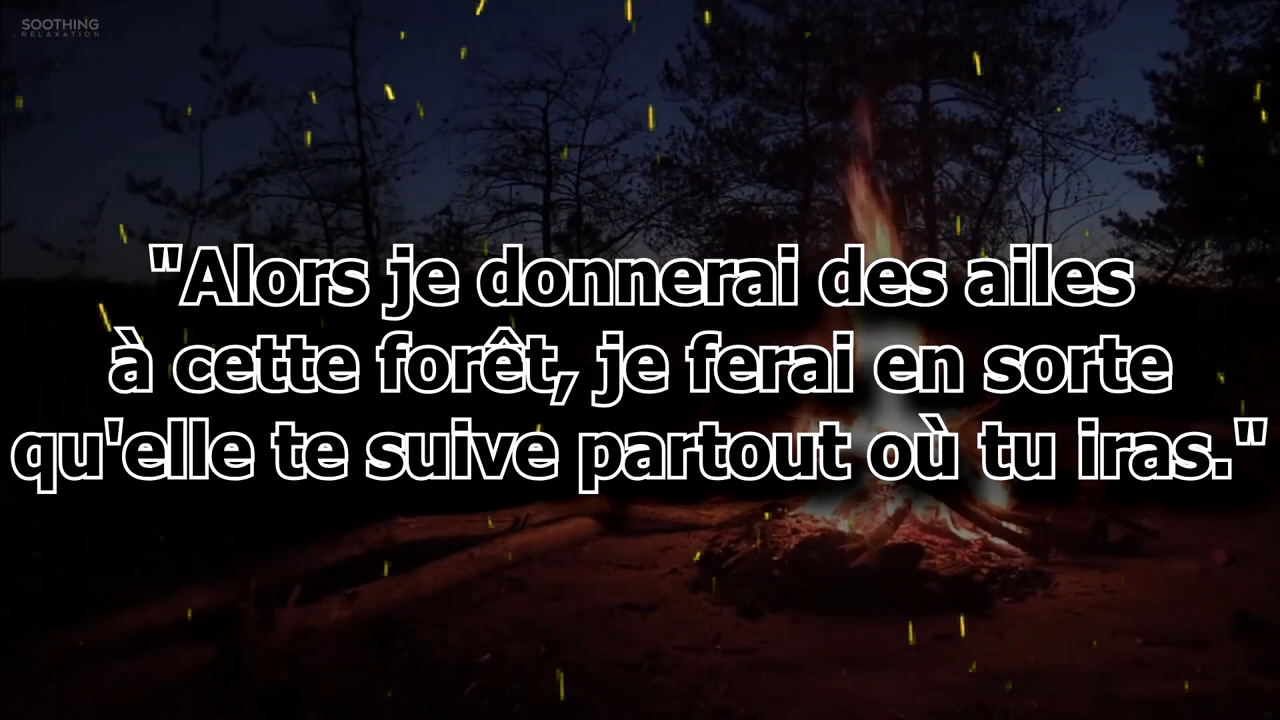 SOOTHING
RELAXATION
"Alors je donnerai des ailes
à cette forêt, je ferai en sorte
qu'elle te suive partout où tu iras."